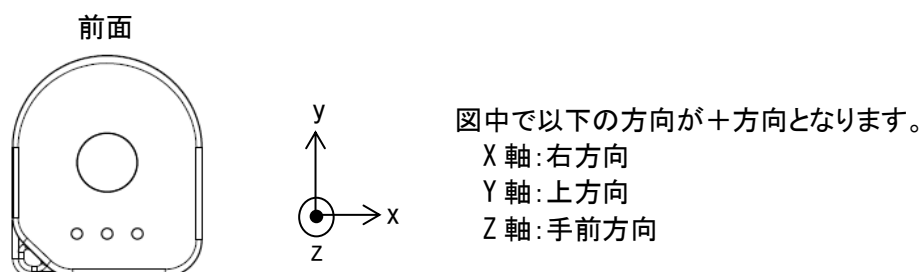 前面
y
x
z
図中で以下の方向が＋方向となります。
X 軸：右方向
Y 軸：上方向
Z 軸：手前方向